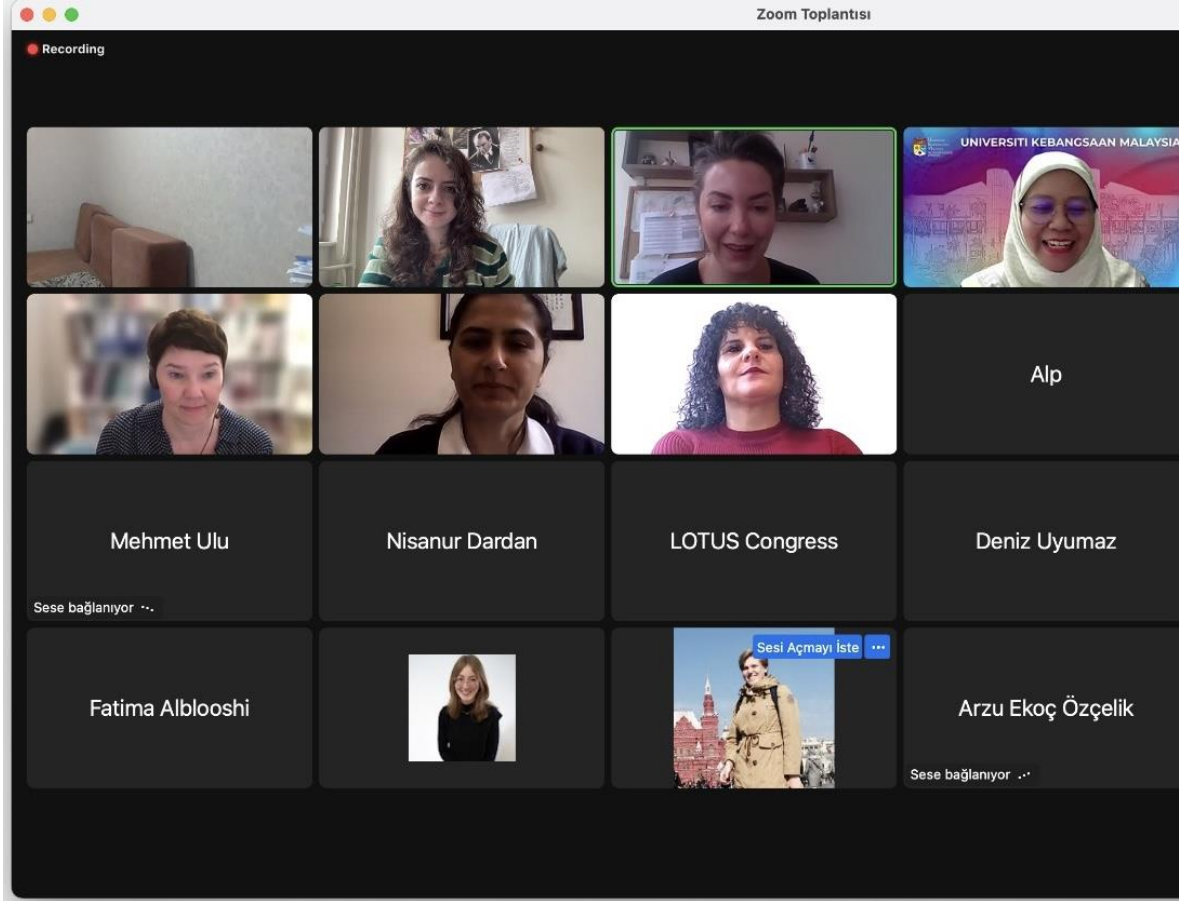 Zoom Toplantısı
Recording
UNIVERSITI KEBANGSAAN MALAYSIA
Alp
Mehmet Ulu
Sese bağlanıyor
Nisanur Dardan
LOTUS Congress
Deniz Uyumaz
Fatima Alblooshi
Sesi Açmayı İste ...
Arzu Ekoç Özçelik
Sese bağlanıyor